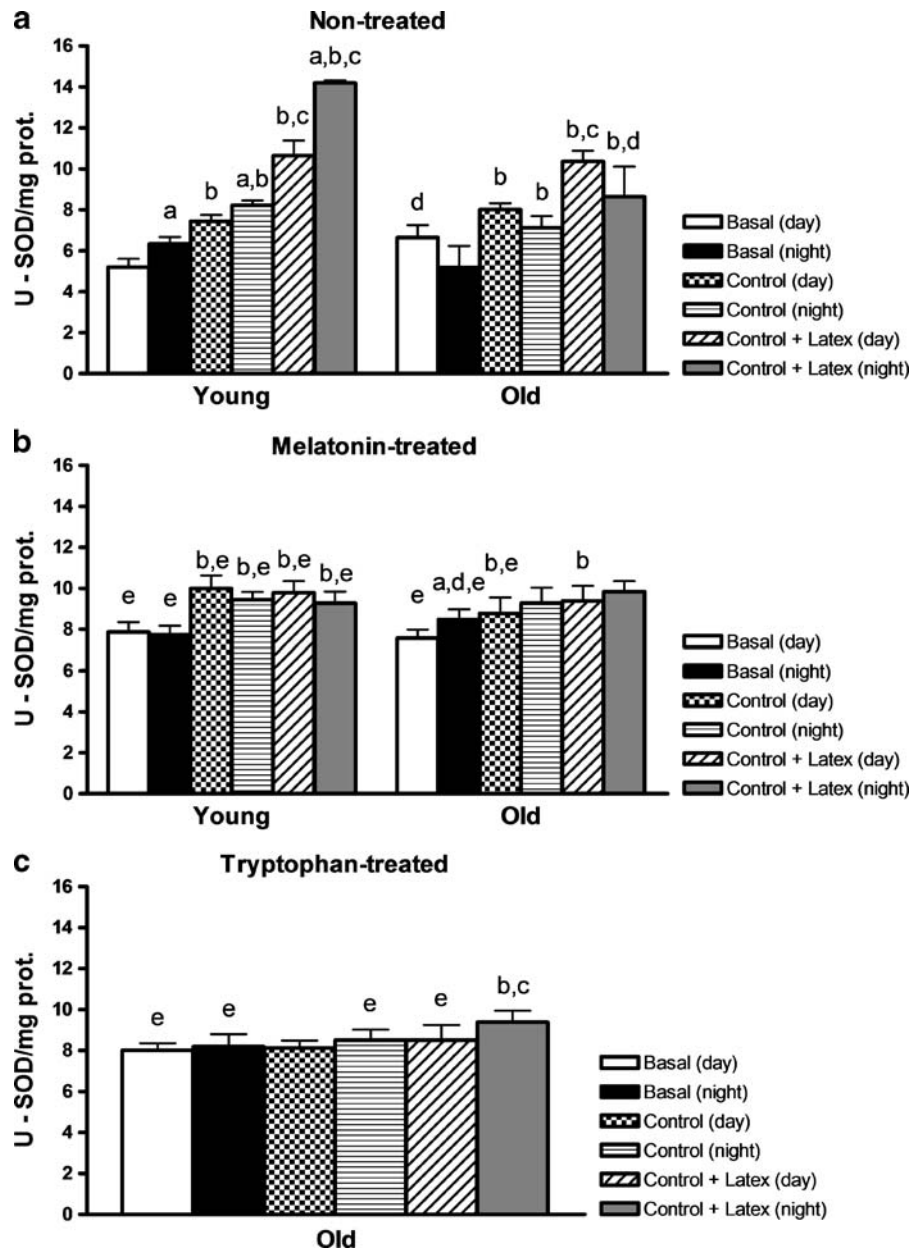 a
Non-treated
U - SOD/mg prot.
16
14
12
10
8
6
4
2
0
a
b
a,b
b,c
a,b,c
d
b
b
b,c
b,d
Young
Old
Basal (day)
Basal (night)
Control (day)
Control (night)
Control + Latex (day)
Control + Latex (night)
b
Melatonin-treated
U - SOD/mg prot.
16
14
12
10
8
6
4
2
0
e
e
b,e
b,e
b,e
b,e
e
a,d,e
b,e
b
Young
Old
Basal (day)
Basal (night)
Control (day)
Control (night)
Control + Latex (day)
Control + Latex (night)
c
Tryptophan-treated
U - SOD/mg prot.
16
14
12
10
8
6
4
2
0
e
e
e
e
b,c
Old
Basal (day)
Basal (night)
Control (day)
Control (night)
Control + Latex (day)
Control + Latex (night)